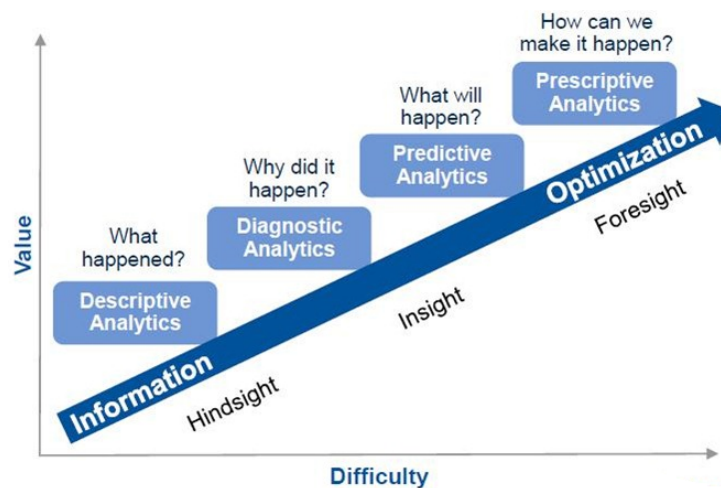 How can we
make it happen?
Prescriptive
Analytics
What will
happen?
Predictive
Analytics
Why did it
happen?
Diagnostic
Analytics
What
happened?
Descriptive
Analytics
Value
Information
Optimization
Hindsight
Insight
Foresight
Difficulty